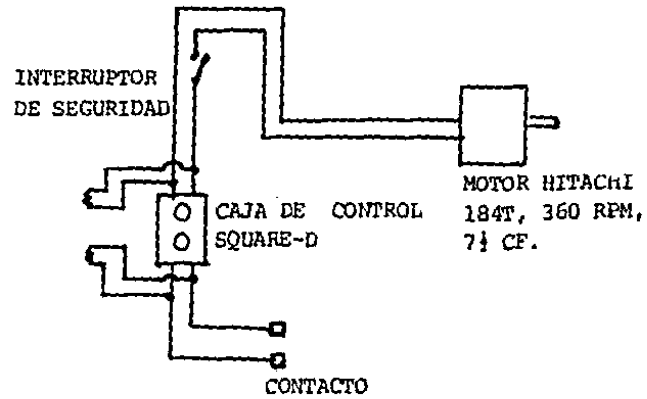 INTERRUPTOR
DE SEGURIDAD
CAJA DE CONTROL
SQUARE-D
MOTOR HITACHI
184T, 360 RPM,
7½ CF.
CONTACTO